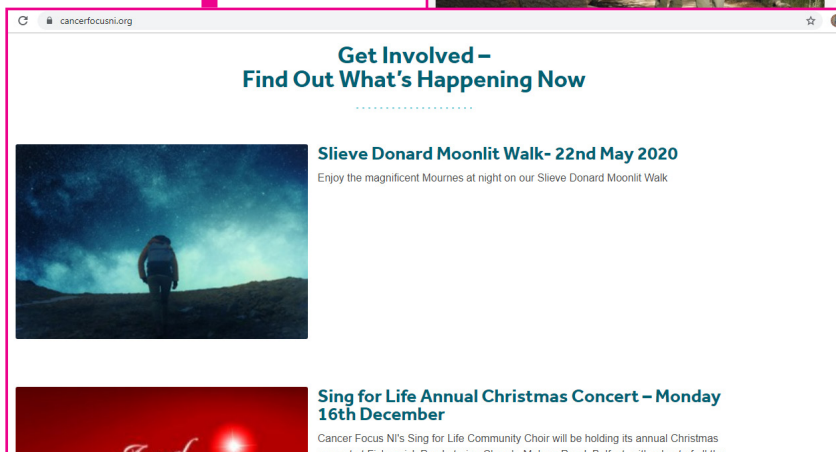 cancerfocusni.org
Get Involved –
Find Out What's Happening Now
Slieve Donard Moonlit Walk- 22nd May 2020
Enjoy the magnificent Mournes at night on our Slieve Donard Moonlit Walk
Sing for Life Annual Christmas Concert – Monday
16th December
Cancer Focus NI's Sing for Life Community Choir will be holding its annual Christmas